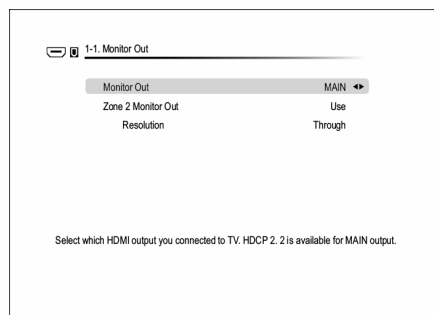 1-1. Monitor Out
Monitor Out MAIN
Zone 2 Monitor Out Use
Resolution Through
Select which HDMI output you connected to TV. HDCP 2. 2 is available for MAIN output.